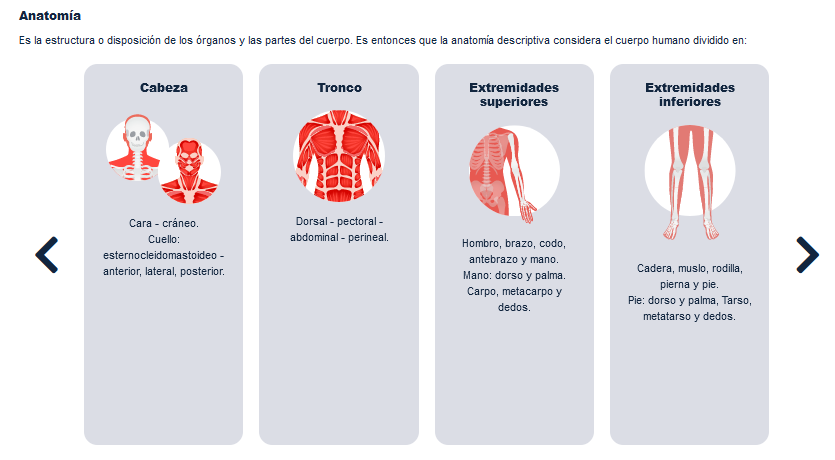 Anatomía
Es la estructura o disposición de los órganos y las partes del cuerpo. Es entonces que la anatomía descriptiva considera el cuerpo humano dividido en:
Cabeza
Cara - cráneo.
Cuello:
esternocleidomastoideo -
anterior, lateral, posterior.
Tronco
Dorsal - pectoral -
abdominal - perineal.
Extremidades
superiores
Hombro, brazo, codo,
antebrazo y mano.
Mano: dorso y palma.
Carpo, metacarpo y
dedos.
Extremidades
inferiores
Cadera, muslo, rodilla,
pierna y pie.
Pie: dorso y palma, Tarso,
metatarso y dedos.